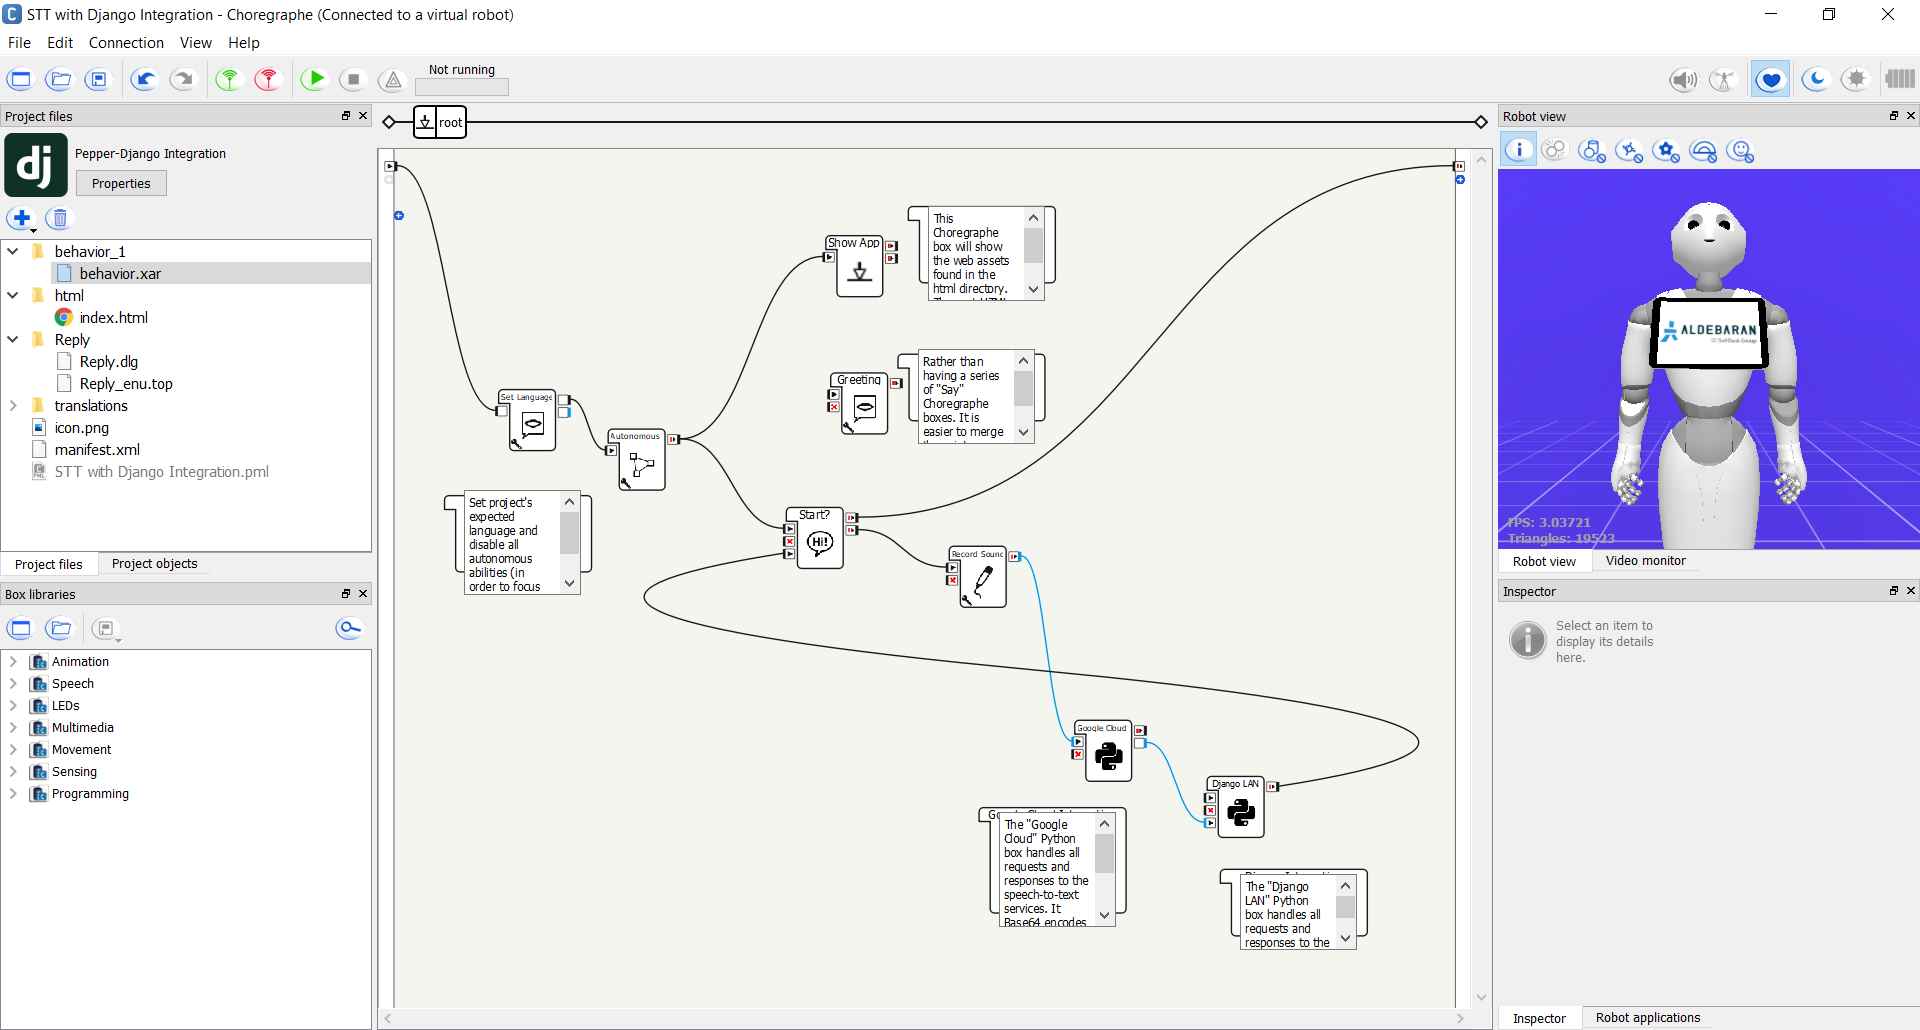 STT with Django Integration - Choregraphe (Connected to a virtual robot)
File Edit Connection View Help
Not running
Project files
Pepper-Django Integration
Properties
behavior_1
behavior.xar
html
index.html
Reply
Reply.dlg
Reply_enu.top
translations
icon.png
manifest.xml
STT with Django Integration.pml
Project files Project objects
Box libraries
Animation
Speech
LEDs
Multimedia
Movement
Sensing
Programming
root
Show App
This
Choregraphe
box will show
the web assets
found in the
html directory.
Greeting
Rather than
having a series
of "Say"
Choregraphe
boxes. It is
easier to merge
Set Language
Autonomous
Set project's
expected
language and
disable all
autonomous
abilities (in
order to focus
Start?
Hi!
Record Sound
Google Cloud
Django LAN
The "Google
Cloud" Python
box handles all
requests and
responses to the
speech-to-text
services. It
Base64 encodes
The "Django
LAN" Python
box handles all
requests and
responses to the
Robot view
ALDEBARAN
SoftBank Group
FPS: 3.03721
Triangles: 19523
Robot view Video monitor
Inspector
Select an item to
display its details
here.
Inspector Robot applications